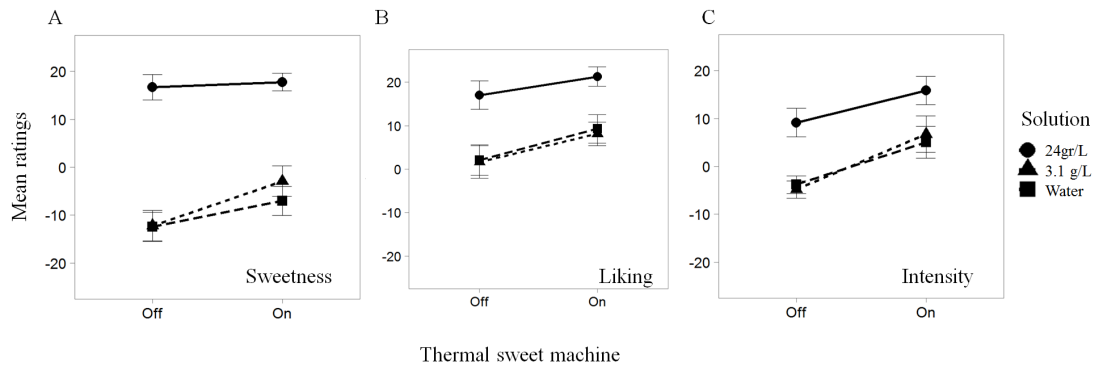 A
B
C
Mean ratings
20
10
0
-10
-20
Sweetness
Off
On
20
10
0
-10
-20
Liking
Off
On
20
10
0
-10
-20
Intensity
Off
On
Solution
24gr/L
3.1 g/L
Water
Thermal sweet machine